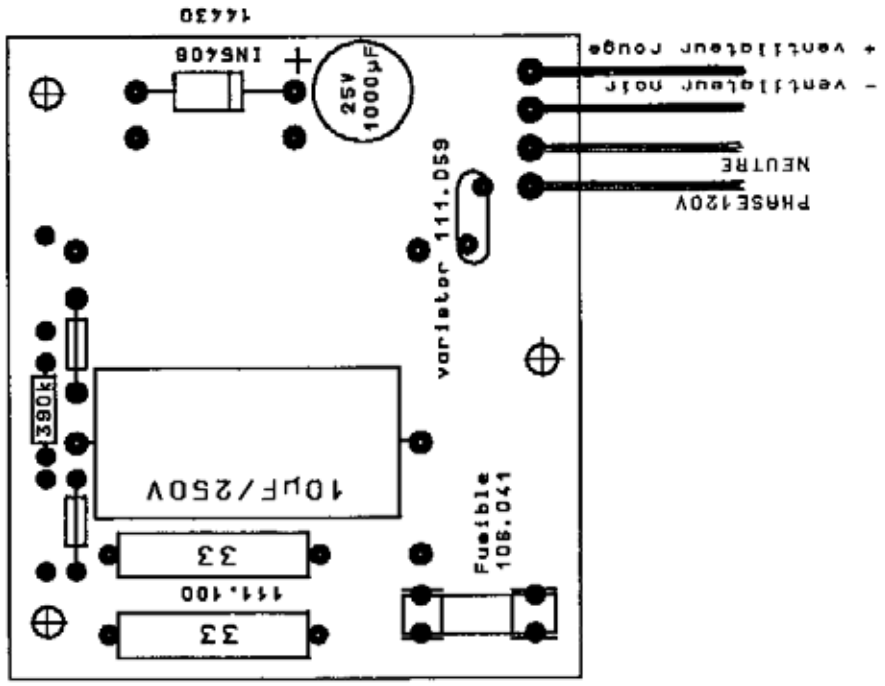 14430
IN5408
+
25V
1000µF
+ ventilateur rouge
- ventilateur noir
NEUTRE
PHASE120V
varistor 111.059
390k
10µF/250V
33
111.100
33
Fusible
106.041